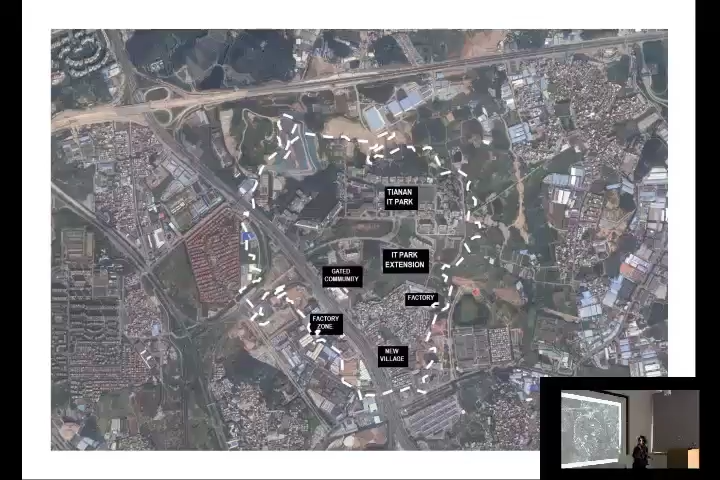 TIANAN
IT PARK
IT PARK
EXTENSION
GATED
COMMUNITY
FACTORY
FACTORY
ZONE
NEW
VILLAGE